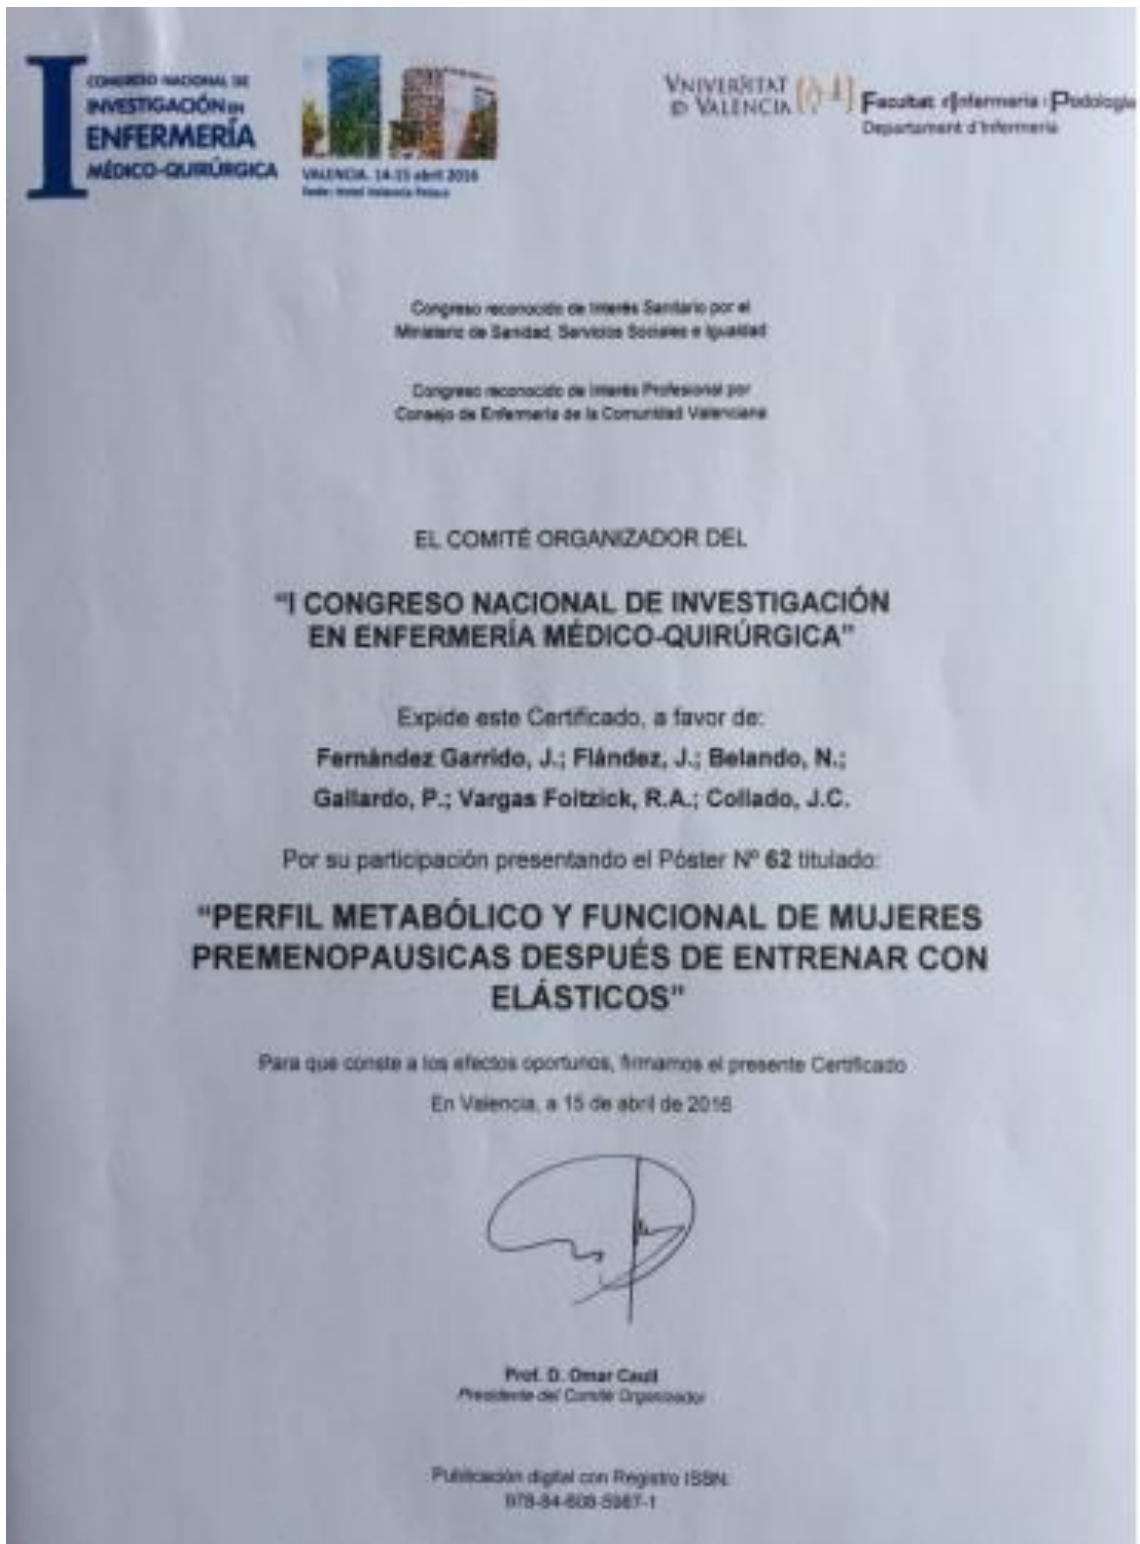 I
CONGRESO NACIONAL DE
INVESTIGACIÓN EN
ENFERMERÍA
MÉDICO-QUIRÚRGICA
VALENCIA. 14-15 abril 2016
Sede: Hotel Valencia Palace
VNIVERSITAT
D VALÈNCIA
Facultat d'Infermeria i Podologia
Departament d'Infermeria
Congreso reconocido de Interés Sanitario por el
Ministerio de Sanidad, Servicios Sociales e Igualdad
Congreso reconocido de Interés Profesional por
Consejo de Enfermería de la Comunidad Valenciana
EL COMITÉ ORGANIZADOR DEL
"I CONGRESO NACIONAL DE INVESTIGACIÓN
EN ENFERMERÍA MÉDICO-QUIRÚRGICA"
Expide este Certificado, a favor de:
Fernández Garrido, J.; Flández, J.; Belando, N.;
Gallardo, P.; Vargas Foitzick, R.A.; Collado, J.C.
Por su participación presentando el Póster Nº 62 titulado:
"PERFIL METABÓLICO Y FUNCIONAL DE MUJERES
PREMENOPAUSICAS DESPUÉS DE ENTRENAR CON
ELÁSTICOS"
Para que conste a los efectos oportunos, firmamos el presente Certificado
En Valencia, a 15 de abril de 2016
Prof. D. Omar Cauli
Presidente del Comité Organizador
Publicación digital con Registro ISSN:
978-84-608-5987-1